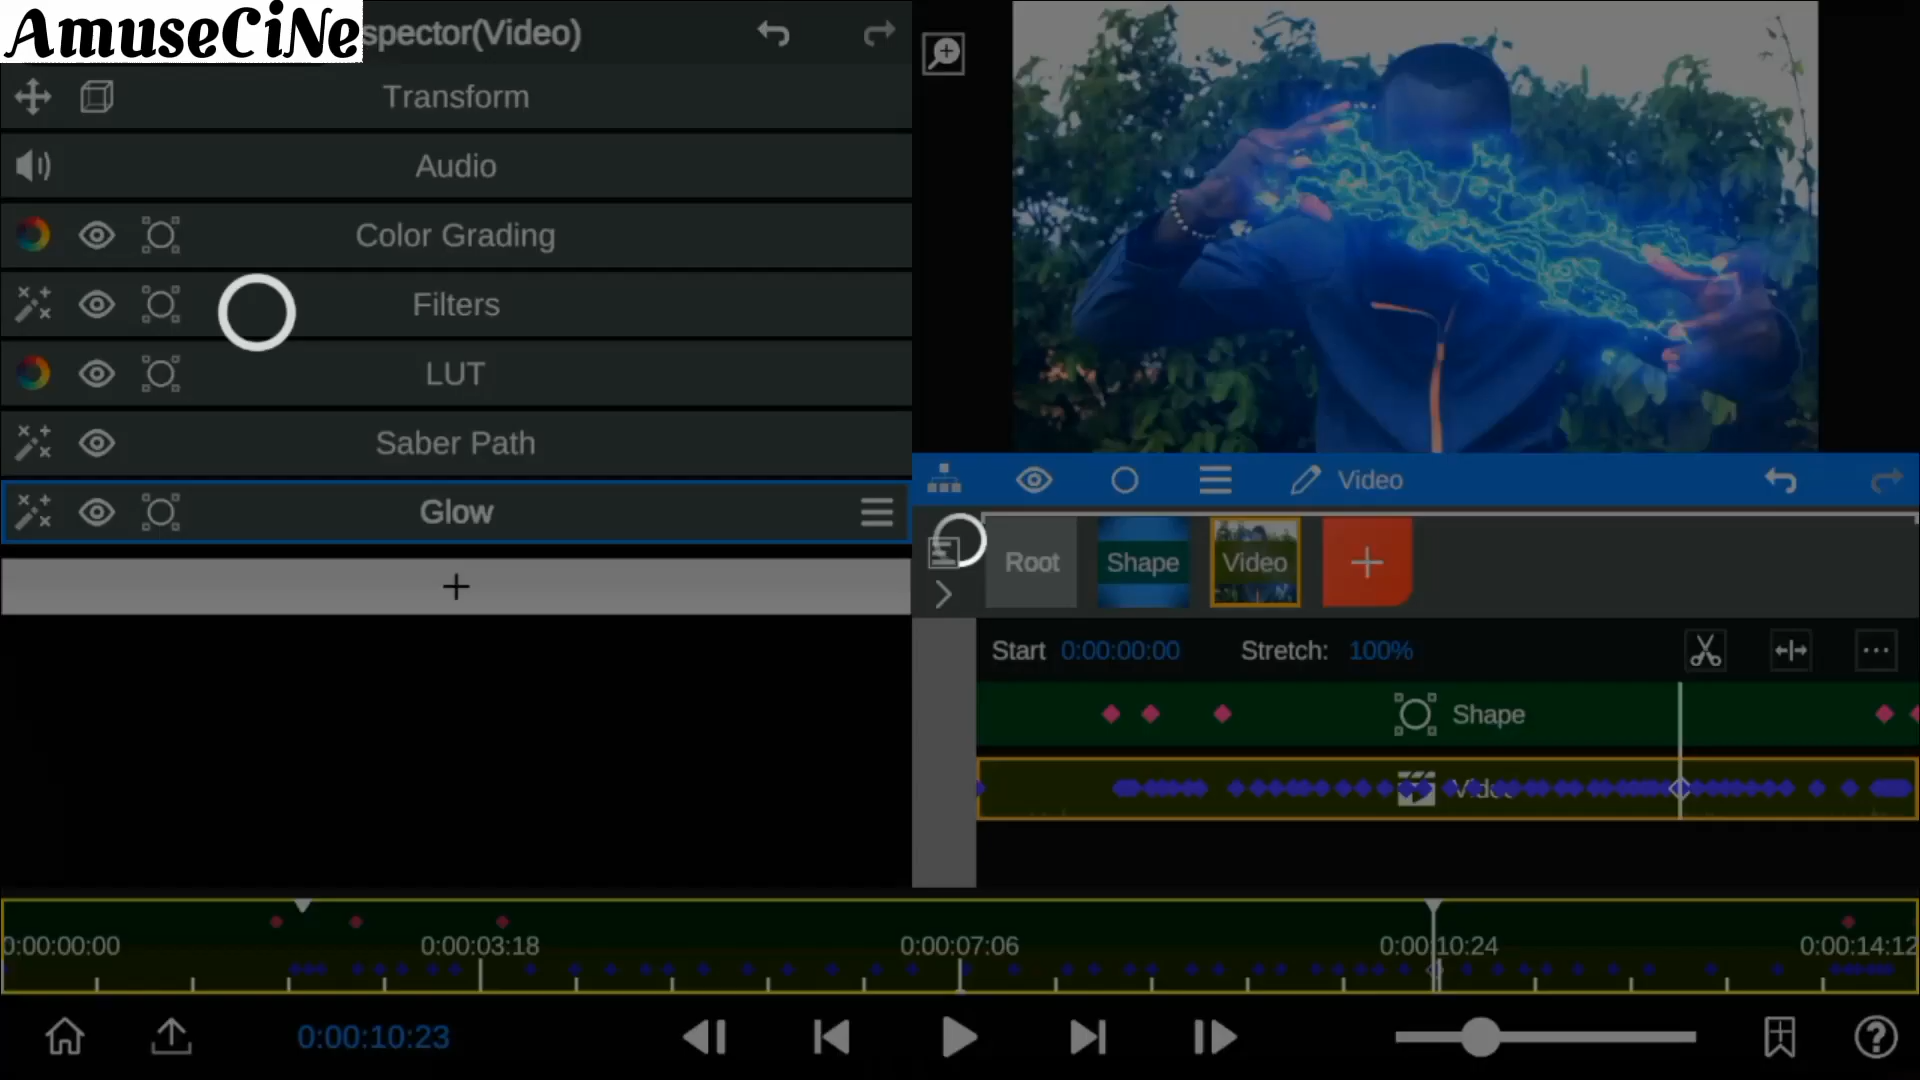 AmuseCiNe
spector(Video)
Transform
Audio
Color Grading
Filters
LUT
Saber Path
Glow
+
Video
Root
Shape
Video
+
Start 0:00:00:00 Stretch: 100%
Shape
Video
0:00:00:00
0:00:03:18
0:00:07:06
0:00:10:24
0:00:14:12
0:00:10:23